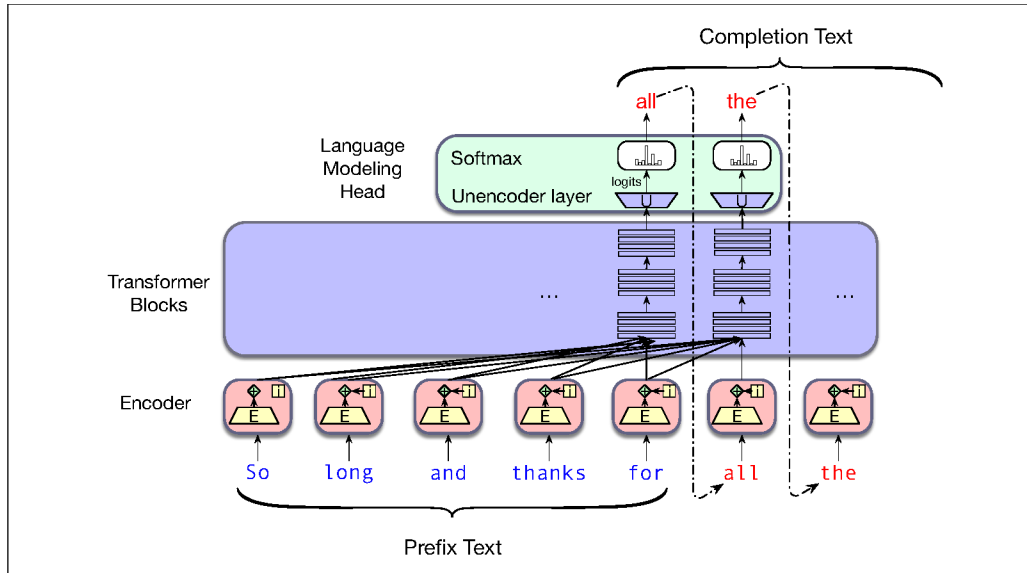 Completion Text
all
the
Language
Modeling
Head
Softmax
logits
Unencoder layer
U
U
Transformer
Blocks
...
...
Encoder
i
i
i
i
i
i
i
E
E
E
E
E
E
E
So
long
and
thanks
for
all
the
Prefix Text